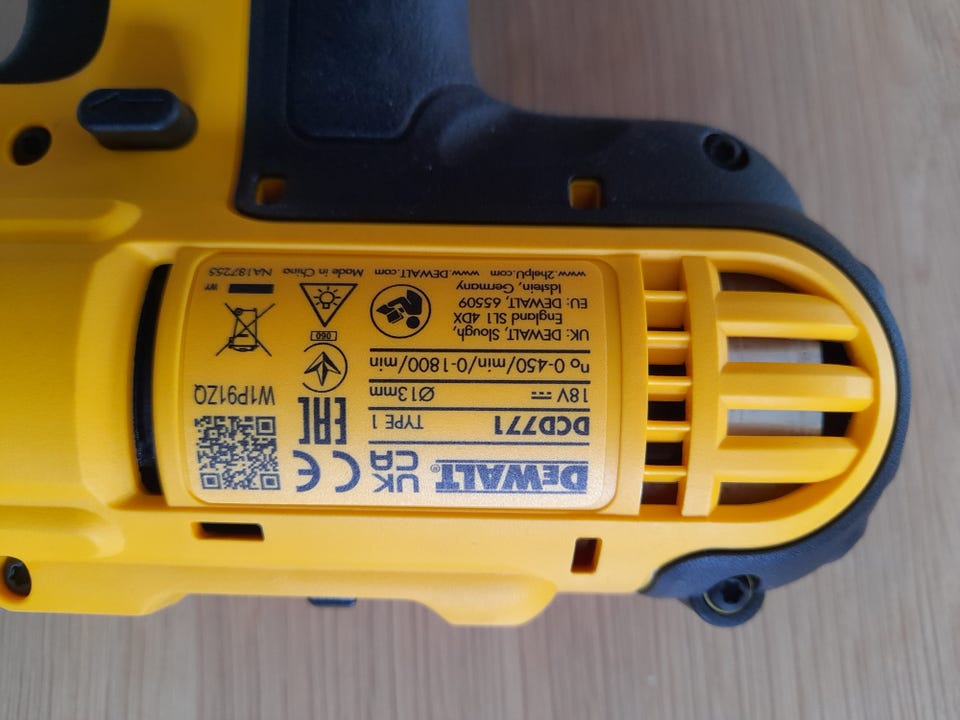 DEWALT®
UK
CA
CE
DCD771 TYPE 1
EAC
18V ⎓ Ø13mm
W1P91ZQ
n₀ 0-450/min/0-1800/min
060
UK: DEWALT, Slough,
England SL1 4DX
EU: DEWALT, 65509
Idstein, Germany
WY
www.2helpU.com www.DEWALT.com Made in China NA187255